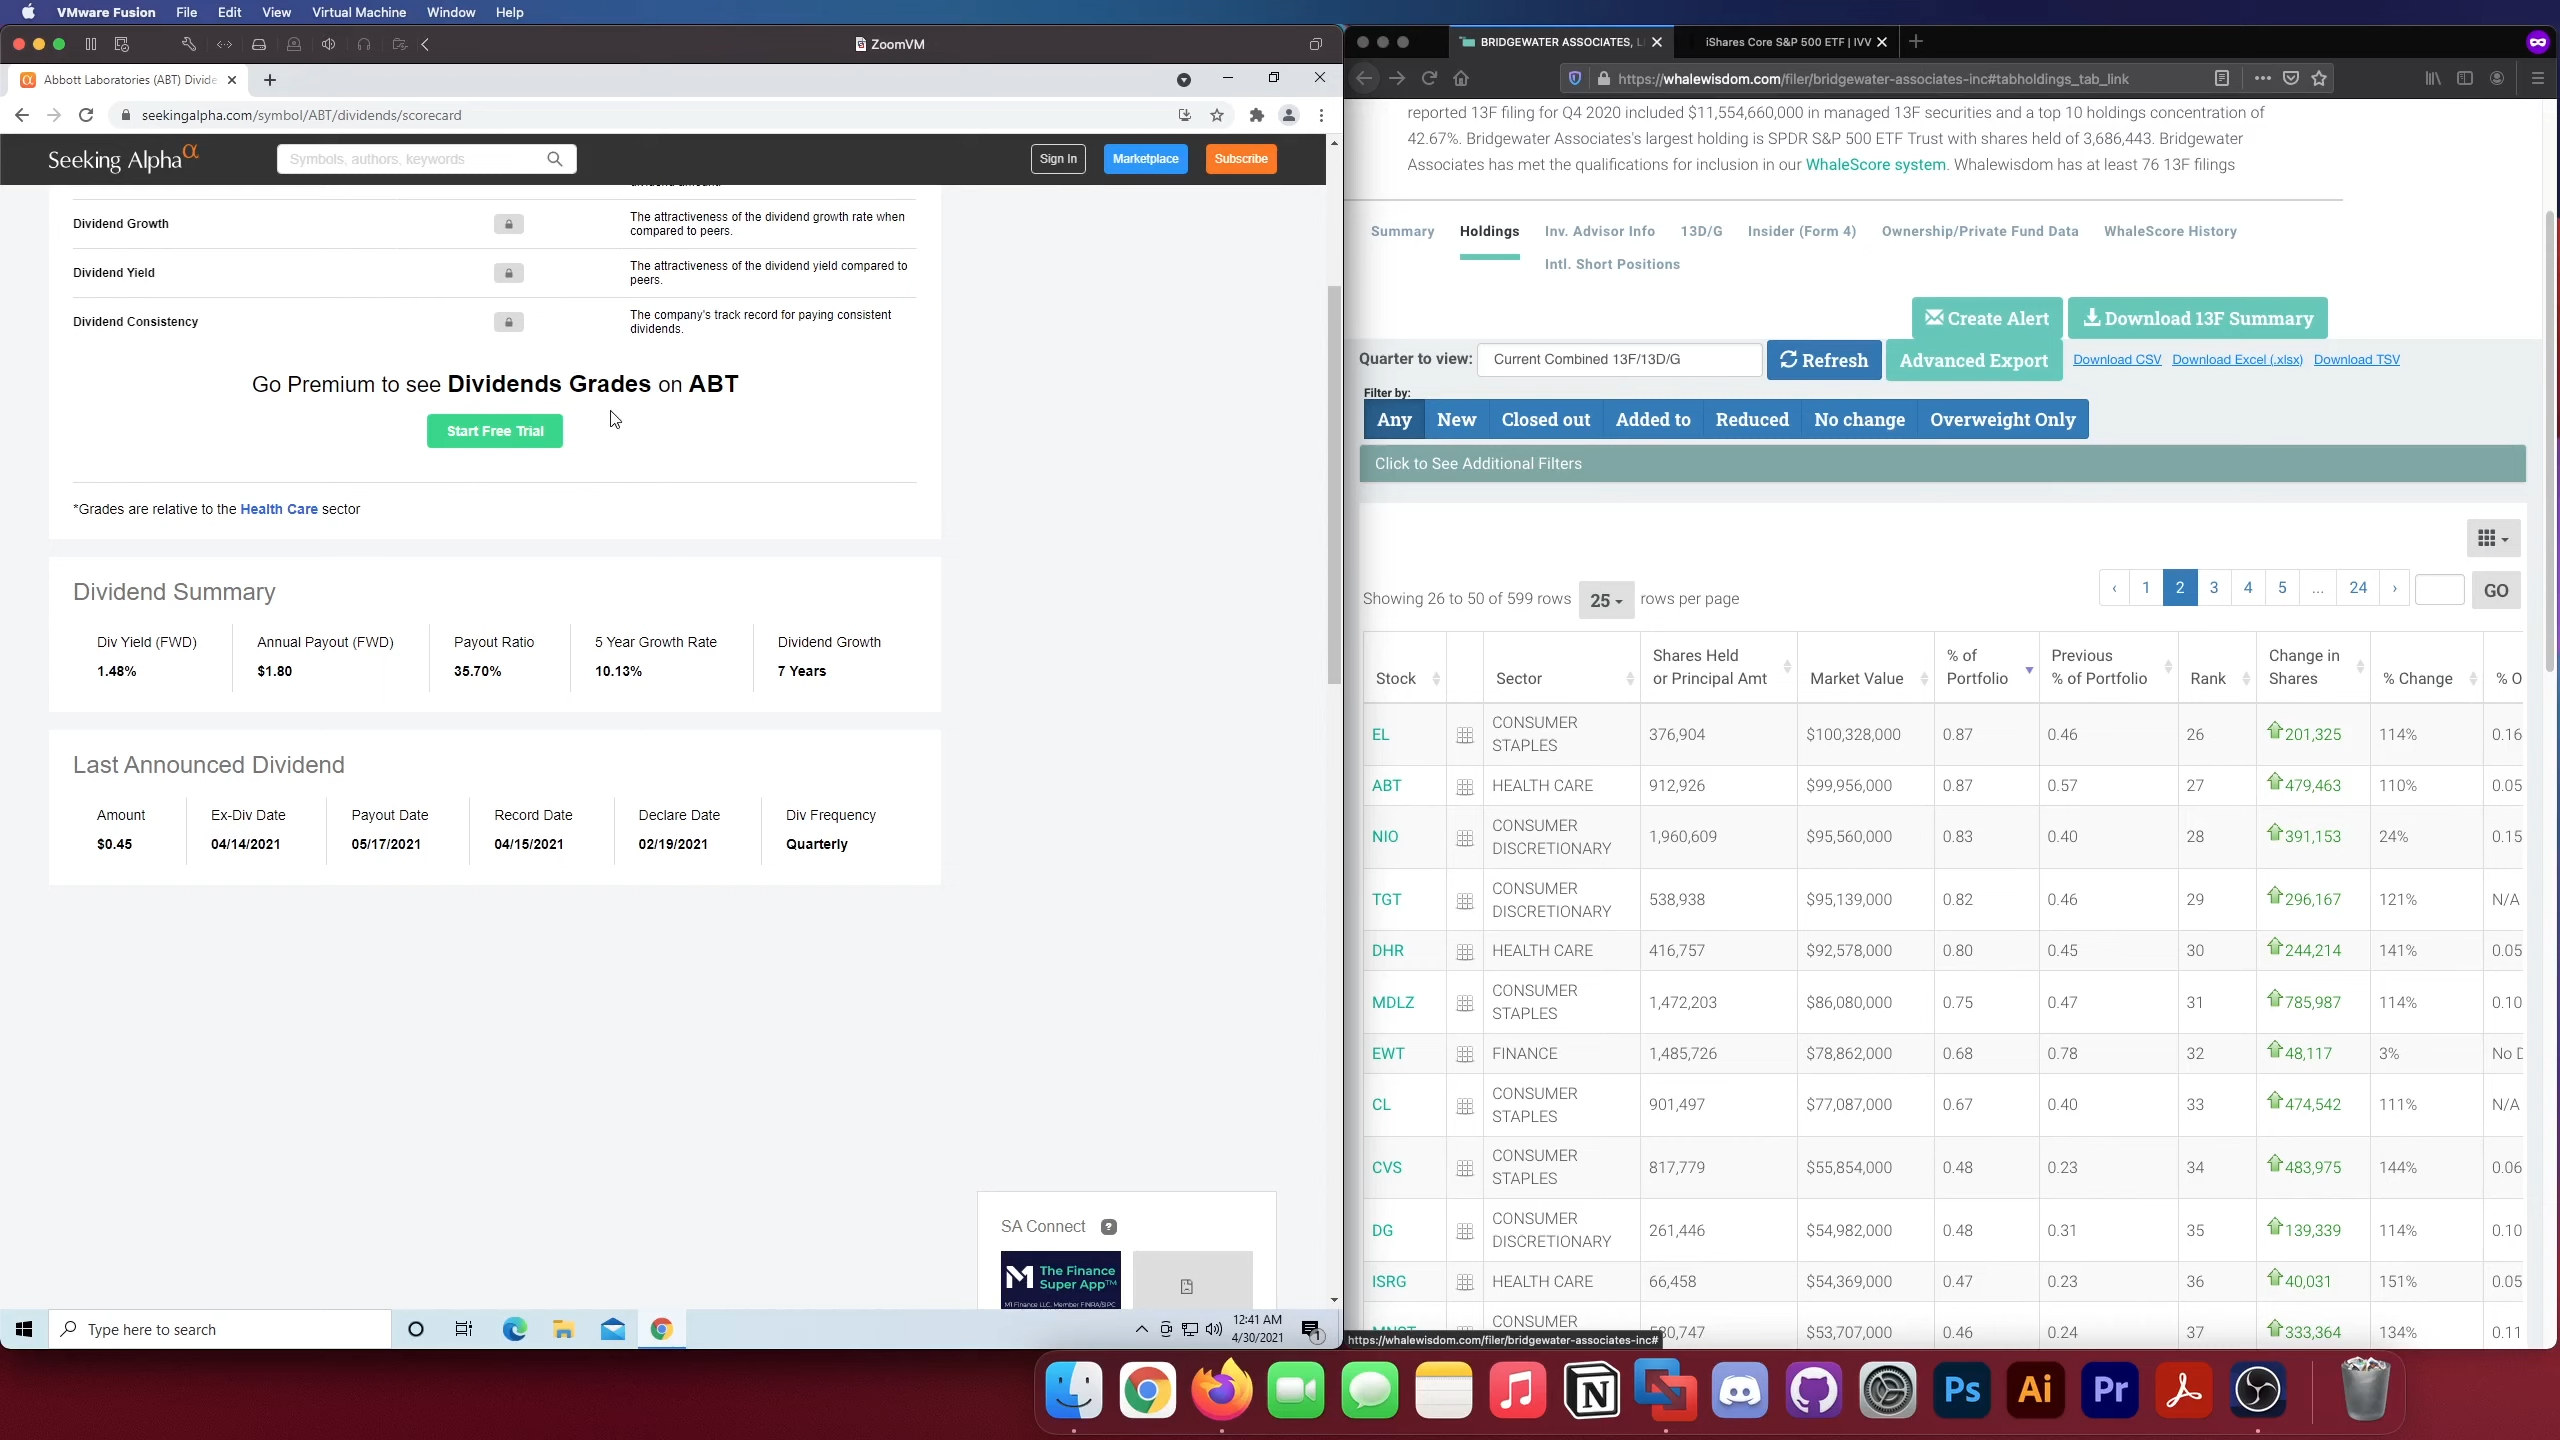 VMware Fusion File Edit View Virtual Machine Window Help
ZoomVM
Abbott Laboratories (ABT) Divide
seekingalpha.com/symbol/ABT/dividends/scorecard
Seeking Alpha α
Symbols, authors, keywords
Sign In
Marketplace
Subscribe
Dividend Growth
The attractiveness of the dividend growth rate when
compared to peers.
Dividend Yield
The attractiveness of the dividend yield compared to
peers.
Dividend Consistency
The company's track record for paying consistent
dividends.
Go Premium to see Dividends Grades on ABT
Start Free Trial
*Grades are relative to the Health Care sector
Dividend Summary
Div Yield (FWD) Annual Payout (FWD) Payout Ratio 5 Year Growth Rate Dividend Growth
1.48% $1.80 35.70% 10.13% 7 Years
Last Announced Dividend
Amount Ex-Div Date Payout Date Record Date Declare Date Div Frequency
$0.45 04/14/2021 05/17/2021 04/15/2021 02/19/2021 Quarterly
SA Connect ?
The Finance
Super App™
M1 Finance LLC, Member FINRA/SIPC
Type here to search
12:41 AM
4/30/2021
1
BRIDGEWATER ASSOCIATES, L
iShares Core S&P 500 ETF | IVV
https://whalewisdom.com/filer/bridgewater-associates-inc#tabholdings_tab_link
reported 13F filing for Q4 2020 included $11,554,660,000 in managed 13F securities and a top 10 holdings concentration of
42.67%. Bridgewater Associates's largest holding is SPDR S&P 500 ETF Trust with shares held of 3,686,443. Bridgewater
Associates has met the qualifications for inclusion in our WhaleScore system. Whalewisdom has at least 76 13F filings
Summary Holdings Inv. Advisor Info 13D/G Insider (Form 4) Ownership/Private Fund Data WhaleScore History
Intl. Short Positions
Create Alert Download 13F Summary
Quarter to view: Current Combined 13F/13D/G Refresh Advanced Export Download CSV Download Excel (.xlsx) Download TSV
Filter by:
Any New Closed out Added to Reduced No change Overweight Only
Click to See Additional Filters
Showing 26 to 50 of 599 rows 25 rows per page
‹ 1 2 3 4 5 ... 24 › GO
Stock Sector Shares Held or Principal Amt Market Value % of Portfolio Previous % of Portfolio Rank Change in Shares % Change % O
EL CONSUMER STAPLES 376,904 $100,328,000 0.87 0.46 26 201,325 114% 0.16
ABT HEALTH CARE 912,926 $99,956,000 0.87 0.57 27 479,463 110% 0.05
NIO CONSUMER DISCRETIONARY 1,960,609 $95,560,000 0.83 0.40 28 391,153 24% 0.15
TGT CONSUMER DISCRETIONARY 538,938 $95,139,000 0.82 0.46 29 296,167 121% N/A
DHR HEALTH CARE 416,757 $92,578,000 0.80 0.45 30 244,214 141% 0.05
MDLZ CONSUMER STAPLES 1,472,203 $86,080,000 0.75 0.47 31 785,987 114% 0.10
EWT FINANCE 1,485,726 $78,862,000 0.68 0.78 32 48,117 3% No
CL CONSUMER STAPLES 901,497 $77,087,000 0.67 0.40 33 474,542 111% N/A
CVS CONSUMER STAPLES 817,779 $55,854,000 0.48 0.23 34 483,975 144% 0.06
DG CONSUMER DISCRETIONARY 261,446 $54,982,000 0.48 0.31 35 139,339 114% 0.10
ISRG HEALTH CARE 66,458 $54,369,000 0.47 0.23 36 40,031 151% 0.05
CONSUMER $53,707,000 0.46 0.24 37 333,364 134% 0.11
https://whalewisdom.com/filer/bridgewater-associates-inc#
Ps Ai Pr